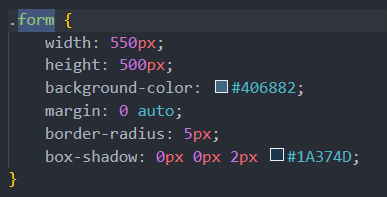 .form {
    width: 550px;
    height: 500px;
    background-color: #406882;
    margin: 0 auto;
    border-radius: 5px;
    box-shadow: 0px 0px 2px #1A374D;
}